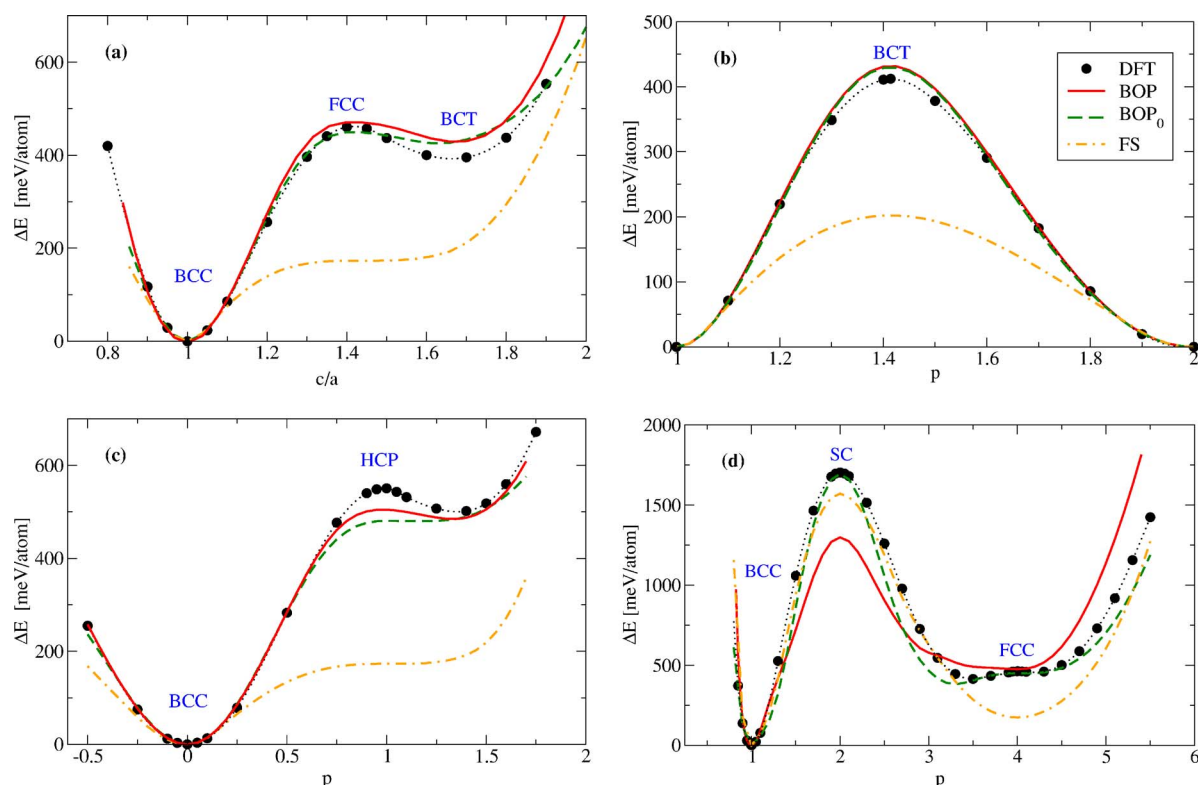 (a)
ΔE [meV/atom]
600
400
200
0
BCC
FCC
BCT
0.8
1
1.2
1.4
1.6
1.8
2
c/a
(b)
ΔE [meV/atom]
500
400
300
200
100
0
BCT
DFT
BOP
BOP0
FS
1
1.2
1.4
1.6
1.8
2
p
(c)
ΔE [meV/atom]
600
400
200
0
BCC
HCP
-0.5
0
0.5
1
1.5
2
p
(d)
ΔE [meV/atom]
2000
1500
1000
500
0
BCC
SC
FCC
1
2
3
4
5
6
p